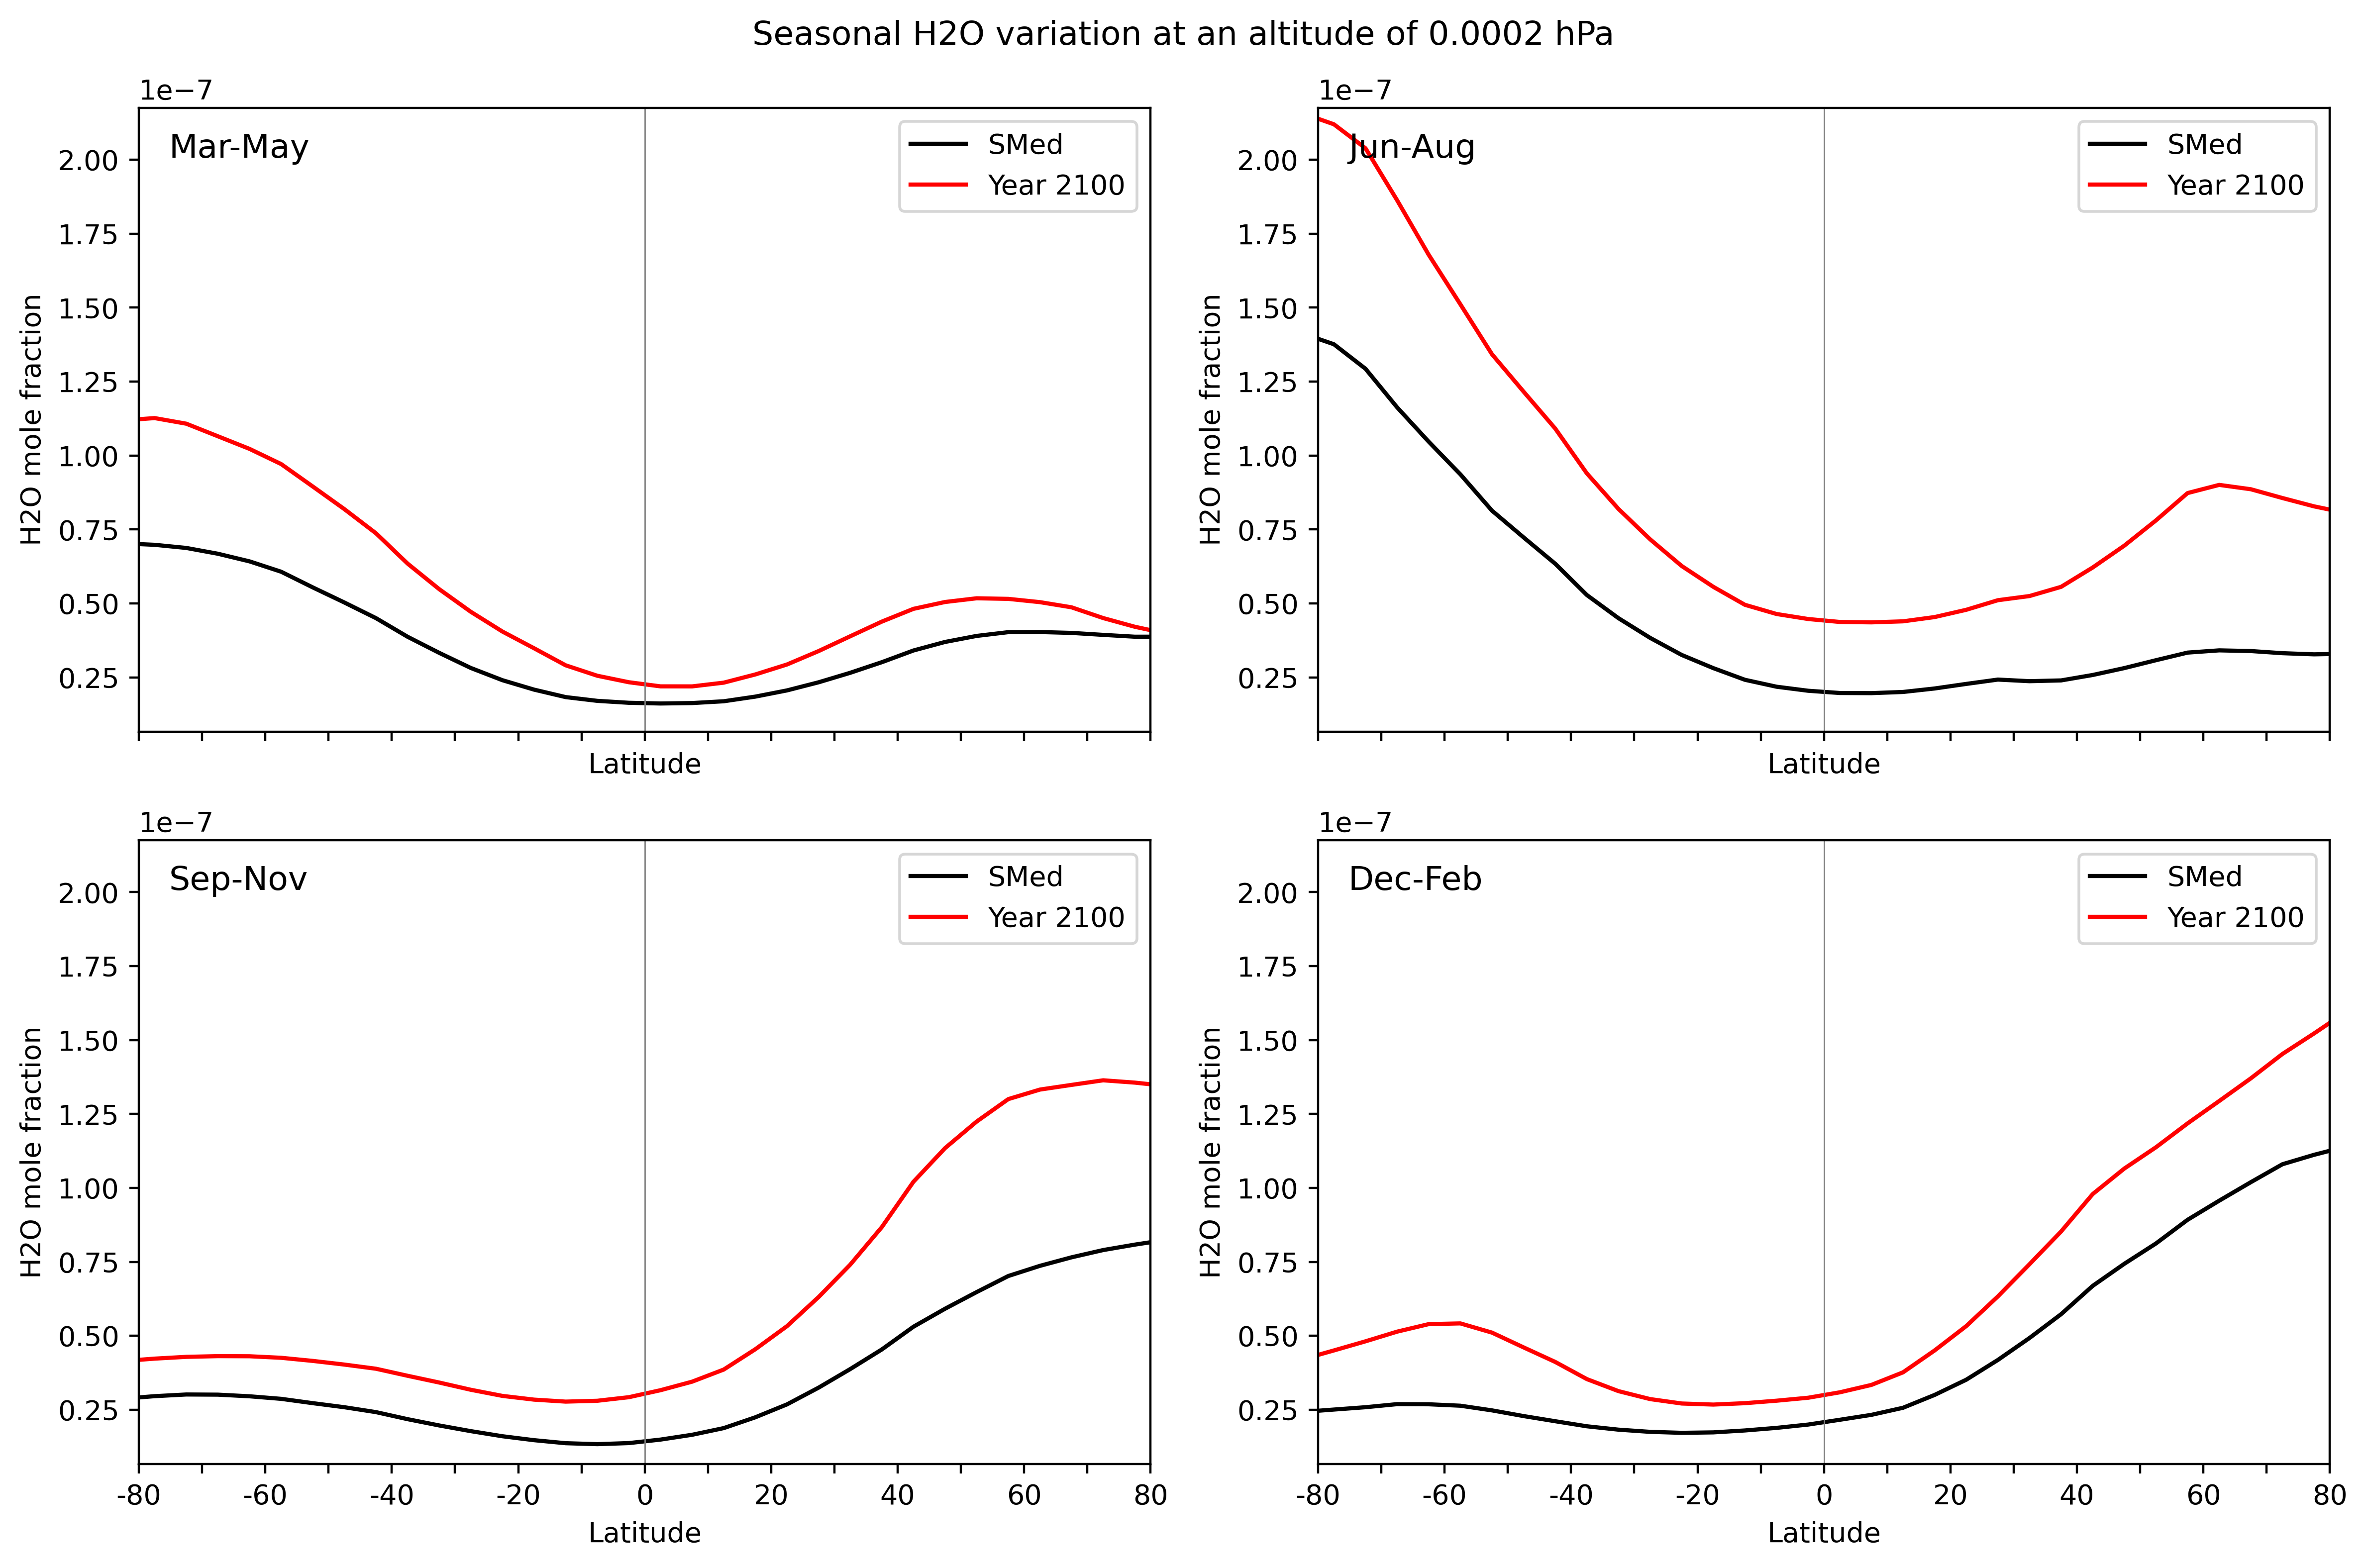 Seasonal H2O variation at an altitude of 0.0002 hPa
1e−7
Mar-May
SMed
Year 2100
2.00
1.75
1.50
1.25
1.00
0.75
0.50
0.25
H2O mole fraction
Latitude
1e−7
Jun-Aug
SMed
Year 2100
2.00
1.75
1.50
1.25
1.00
0.75
0.50
0.25
H2O mole fraction
Latitude
1e−7
Sep-Nov
SMed
Year 2100
2.00
1.75
1.50
1.25
1.00
0.75
0.50
0.25
H2O mole fraction
-80 -60 -40 -20 0 20 40 60 80
Latitude
1e−7
Dec-Feb
SMed
Year 2100
2.00
1.75
1.50
1.25
1.00
0.75
0.50
0.25
H2O mole fraction
-80 -60 -40 -20 0 20 40 60 80
Latitude